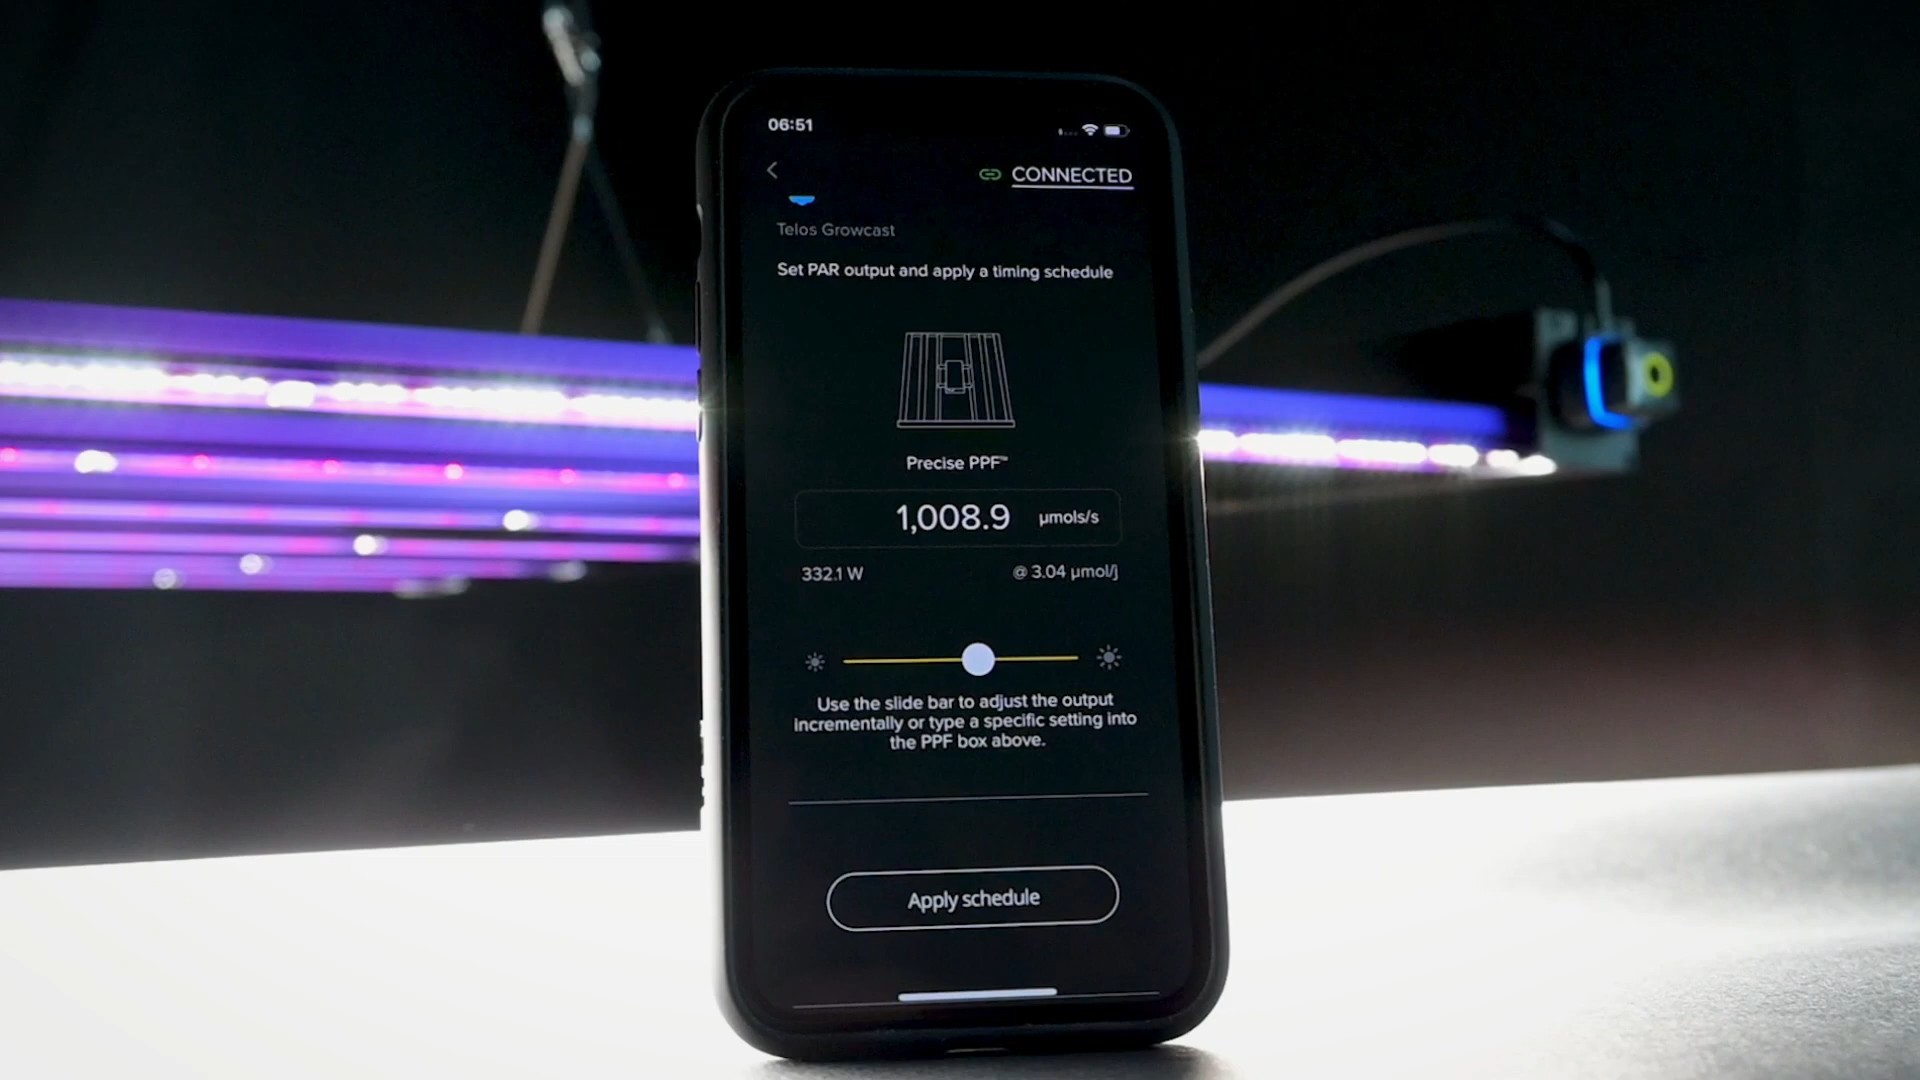 06:51
CONNECTED
Telos Growcast
Set PAR output and apply a timing schedule
Precise PPF™
1,008.9 µmols/s
332.1 W @ 3.04 µmol/j
Use the slide bar to adjust the output
incrementally or type a specific setting into
the PPF box above.
Apply schedule